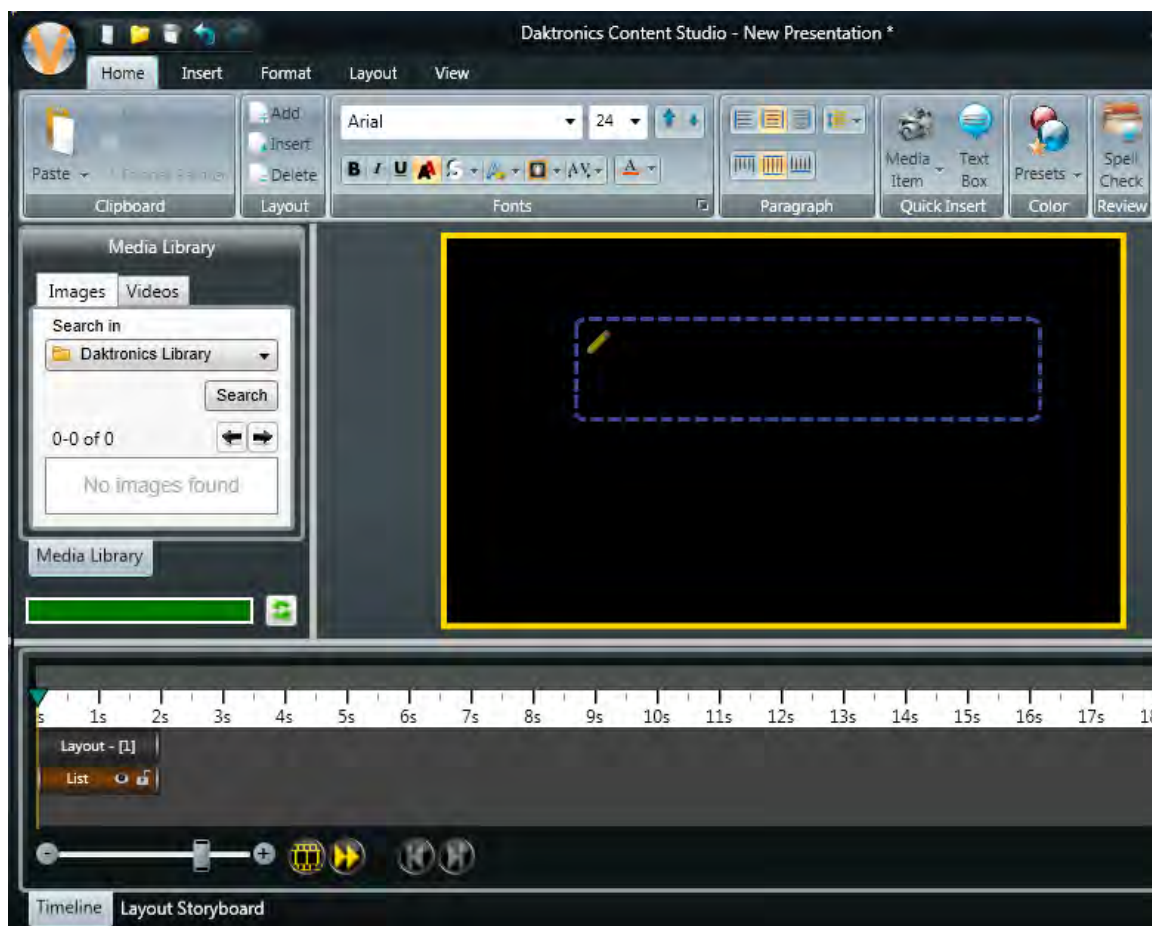 Daktronics Content Studio - New Presentation *
Home Insert Format Layout View
Add
Insert
Delete
Arial 24
B I U A S A AV A
Paste
Media Item
Text Box
Presets
Spell Check
Clipboard Layout Fonts Paragraph Quick Insert Color Review
Media Library
Images Videos
Search in
Daktronics Library
Search
0-0 of 0
No images found
Media Library
s 1s 2s 3s 4s 5s 6s 7s 8s 9s 10s 11s 12s 13s 14s 15s 16s 17s
Layout - [1]
List
Timeline Layout Storyboard